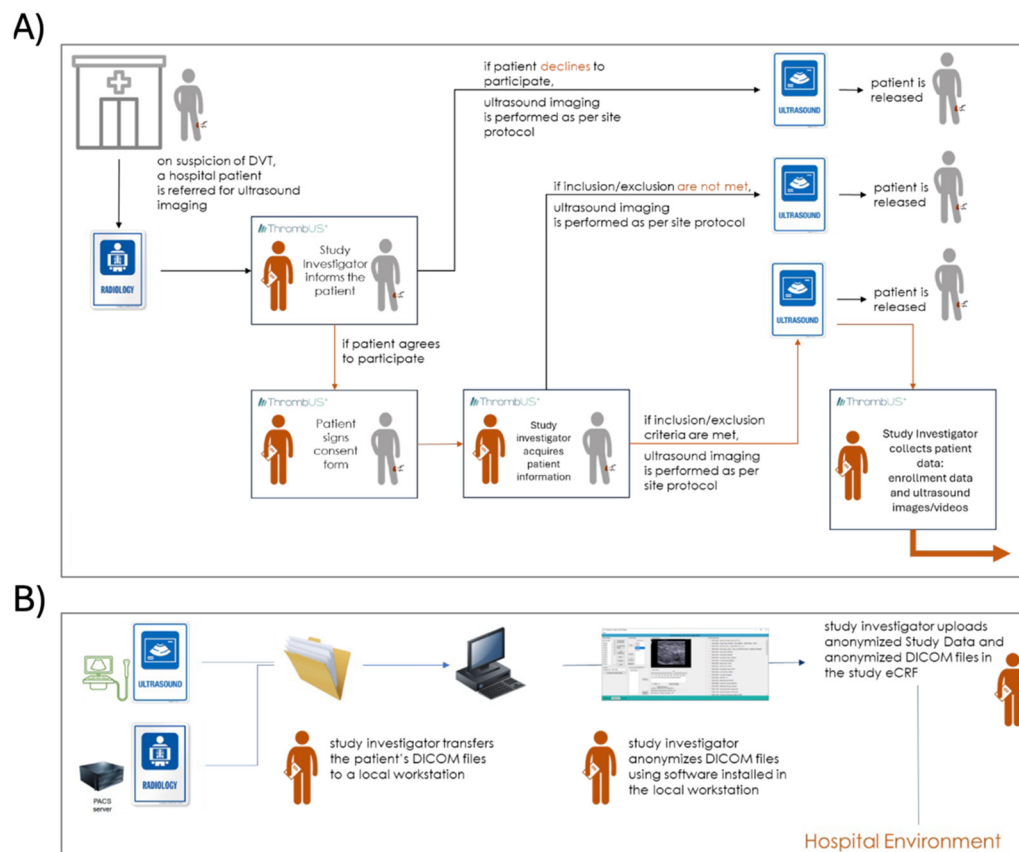 A)
if patient declines to
participate,
ultrasound imaging
is performed as per site
protocol
ULTRASOUND
patient is
released
on suspicion of DVT,
a hospital patient
is referred for ultrasound
imaging
if inclusion/exclusion are not met,
ultrasound imaging
is performed as per site protocol
ULTRASOUND
patient is
released
RADIOLOGY
ThrombUS+
Study
Investigator
informs the
patient
ULTRASOUND
patient is
released
if patient agrees
to participate
ThrombUS+
Patient
signs
consent
form
ThrombUS+
Study
investigator
acquires
patient
information
if inclusion/exclusion
criteria are met,
ultrasound imaging
is performed as per
site protocol
ThrombUS+
Study Investigator
collects patient
data:
enrollment data
and ultrasound
images/videos
B)
ULTRASOUND
RADIOLOGY
PACS
server
study investigator transfers
the patient's DICOM files
to a local workstation
study investigator
anonymizes DICOM files
using software installed in
the local workstation
study investigator uploads
anonymized Study Data and
anonymized DICOM files in
the study eCRF
Hospital Environment